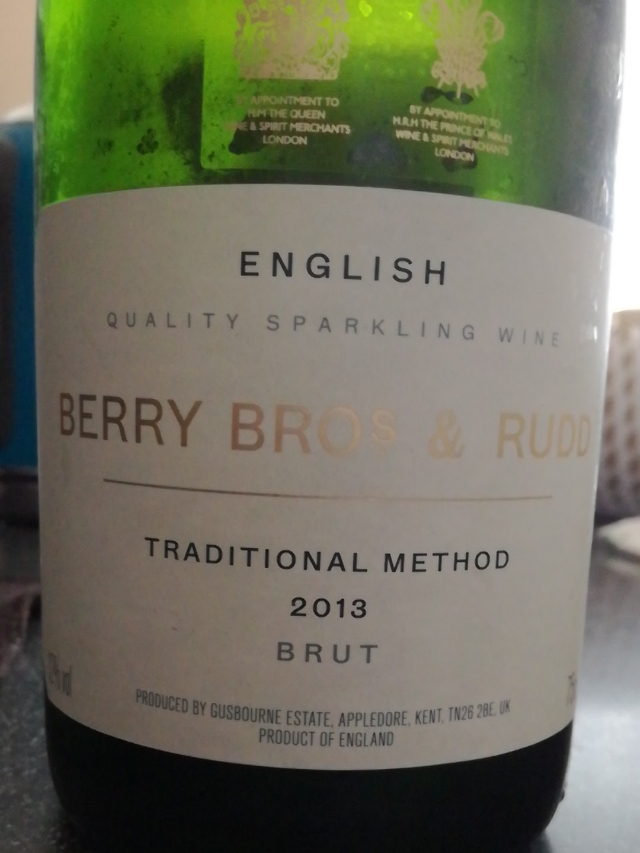 BY APPOINTMENT TO
H.M THE QUEEN
WINE & SPIRIT MERCHANTS
LONDON
BY APPOINTMENT TO
H.R.H THE PRINCE OF WALES
WINE & SPIRIT MERCHANTS
LONDON
ENGLISH
QUALITY SPARKLING WINE
BERRY BROS & RUDD
TRADITIONAL METHOD
2013
BRUT
12% vol
PRODUCED BY GUSBOURNE ESTATE, APPLEDORE, KENT, TN26 2BE, UK
PRODUCT OF ENGLAND